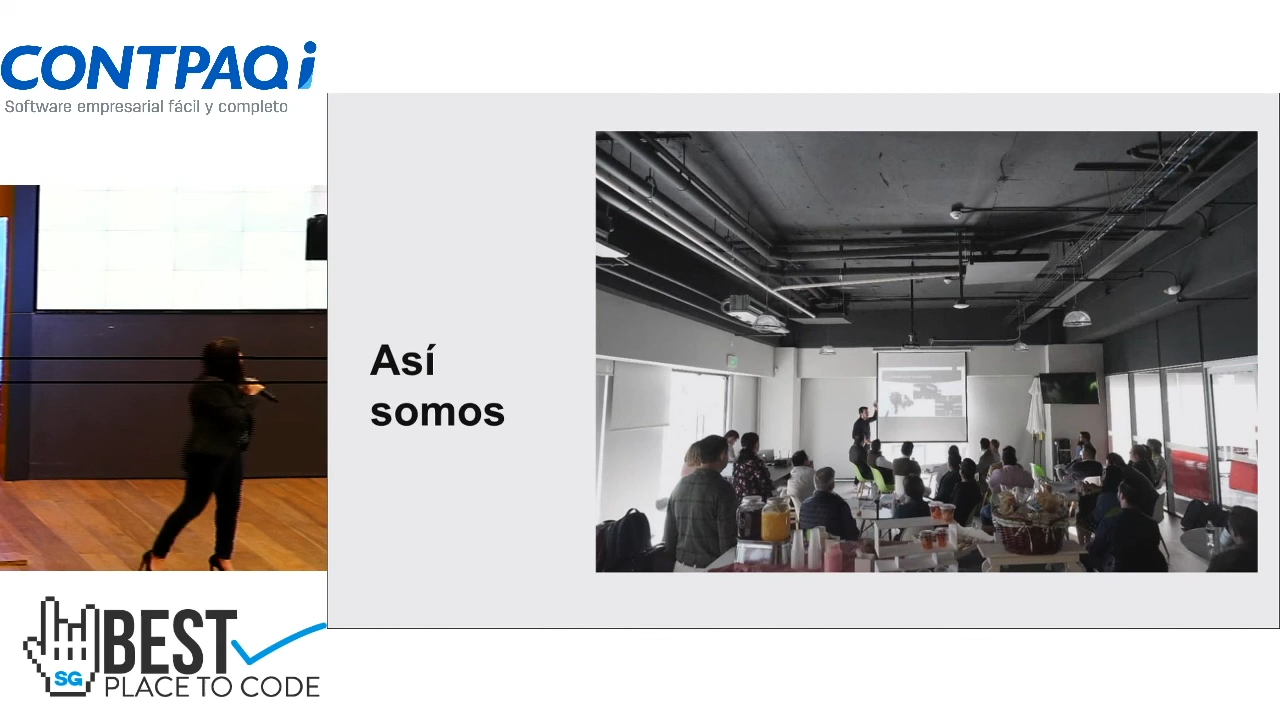 CONTPAQi
Software empresarial fácil y completo
Así
somos
SG
BEST
PLACE TO CODE